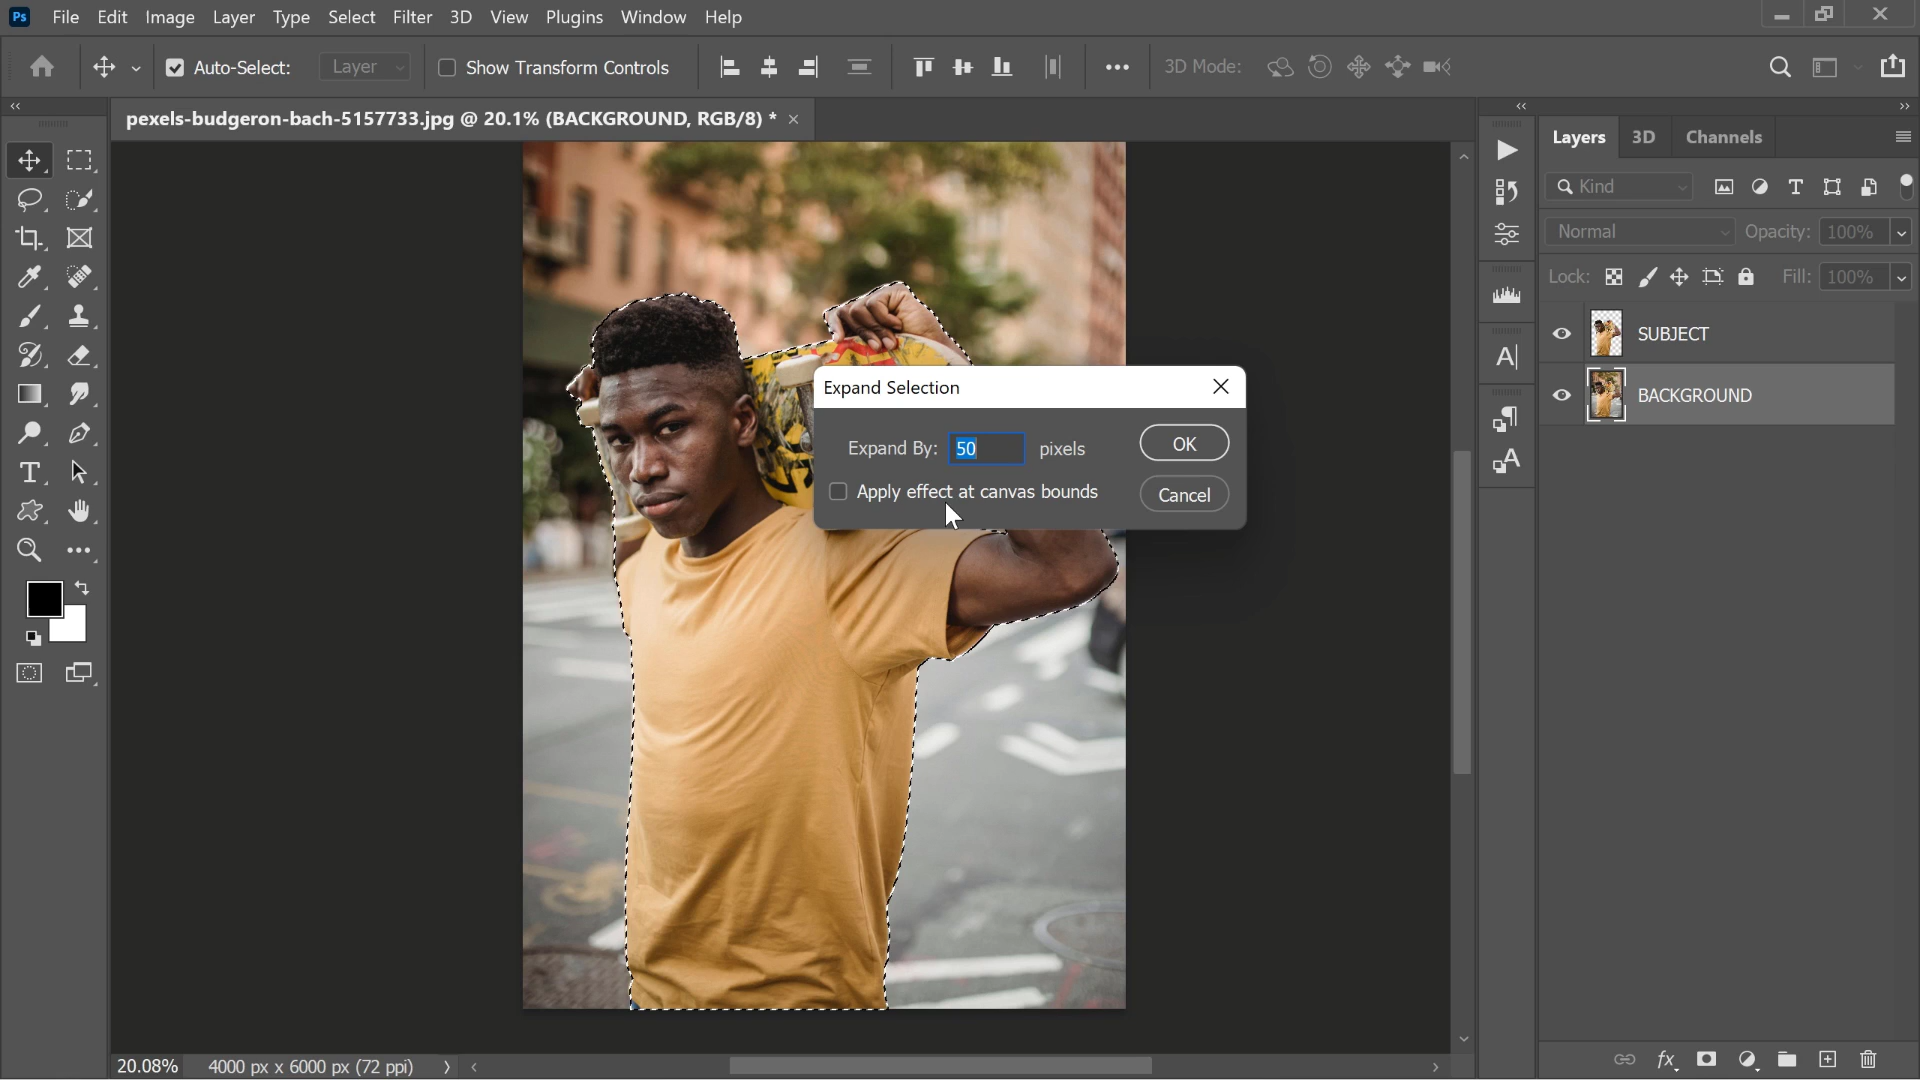 Ps File Edit Image Layer Type Select Filter 3D View Plugins Window Help
Auto-Select: Layer Show Transform Controls 3D Mode:
pexels-budgeron-bach-5157733.jpg @ 20.1% (BACKGROUND, RGB/8) *
Layers 3D Channels
Kind
Normal Opacity: 100%
Lock: Fill: 100%
SUBJECT
BACKGROUND
Expand Selection
Expand By: 50 pixels
OK
Apply effect at canvas bounds
Cancel
20.08% 4000 px x 6000 px (72 ppi)